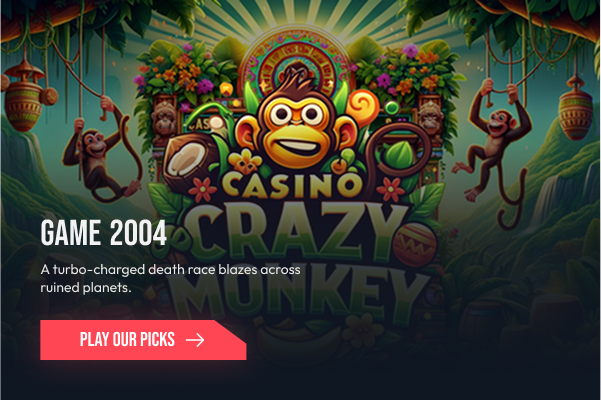 CASINO
CRAZY
MONKEY
GAME 2004
A turbo-charged death race blazes across
ruined planets.
PLAY OUR PICKS